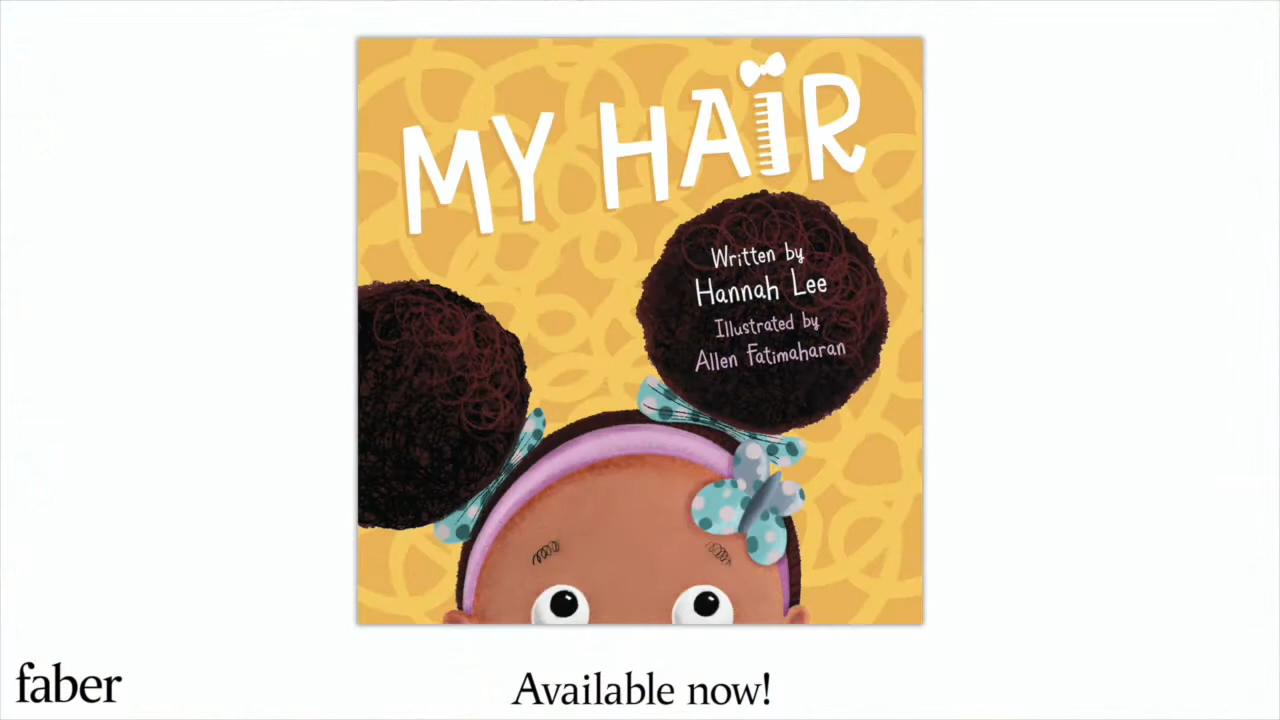 MY HAIR
Written by
Hannah Lee
Illustrated by
Allen Fatimaharan
faber
Available now!